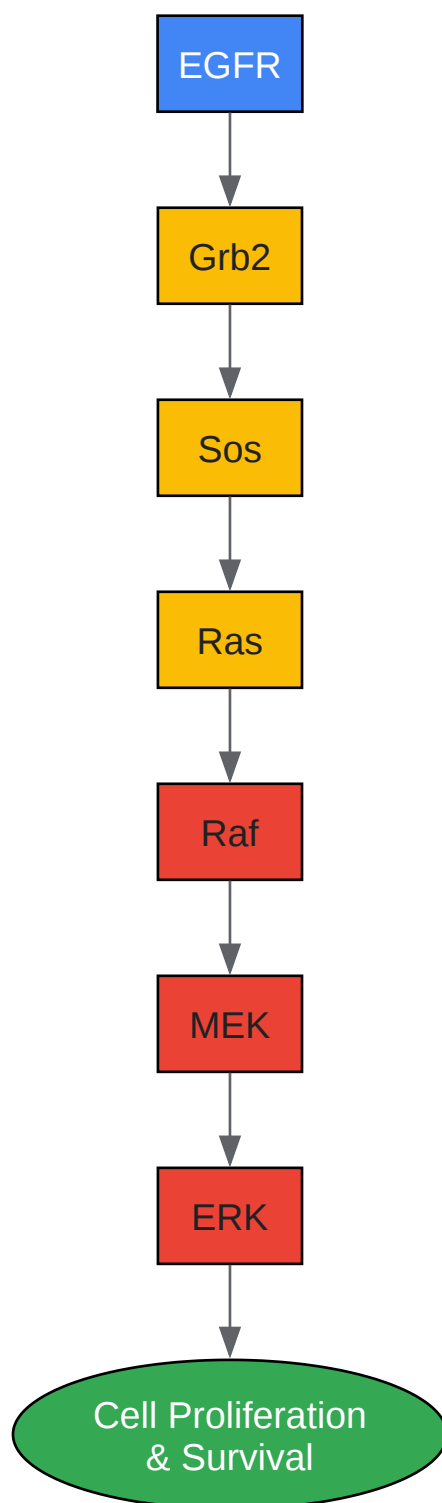 EGFR
Grb2
Sos
Ras
Raf
MEK
ERK
Cell Proliferation
& Survival